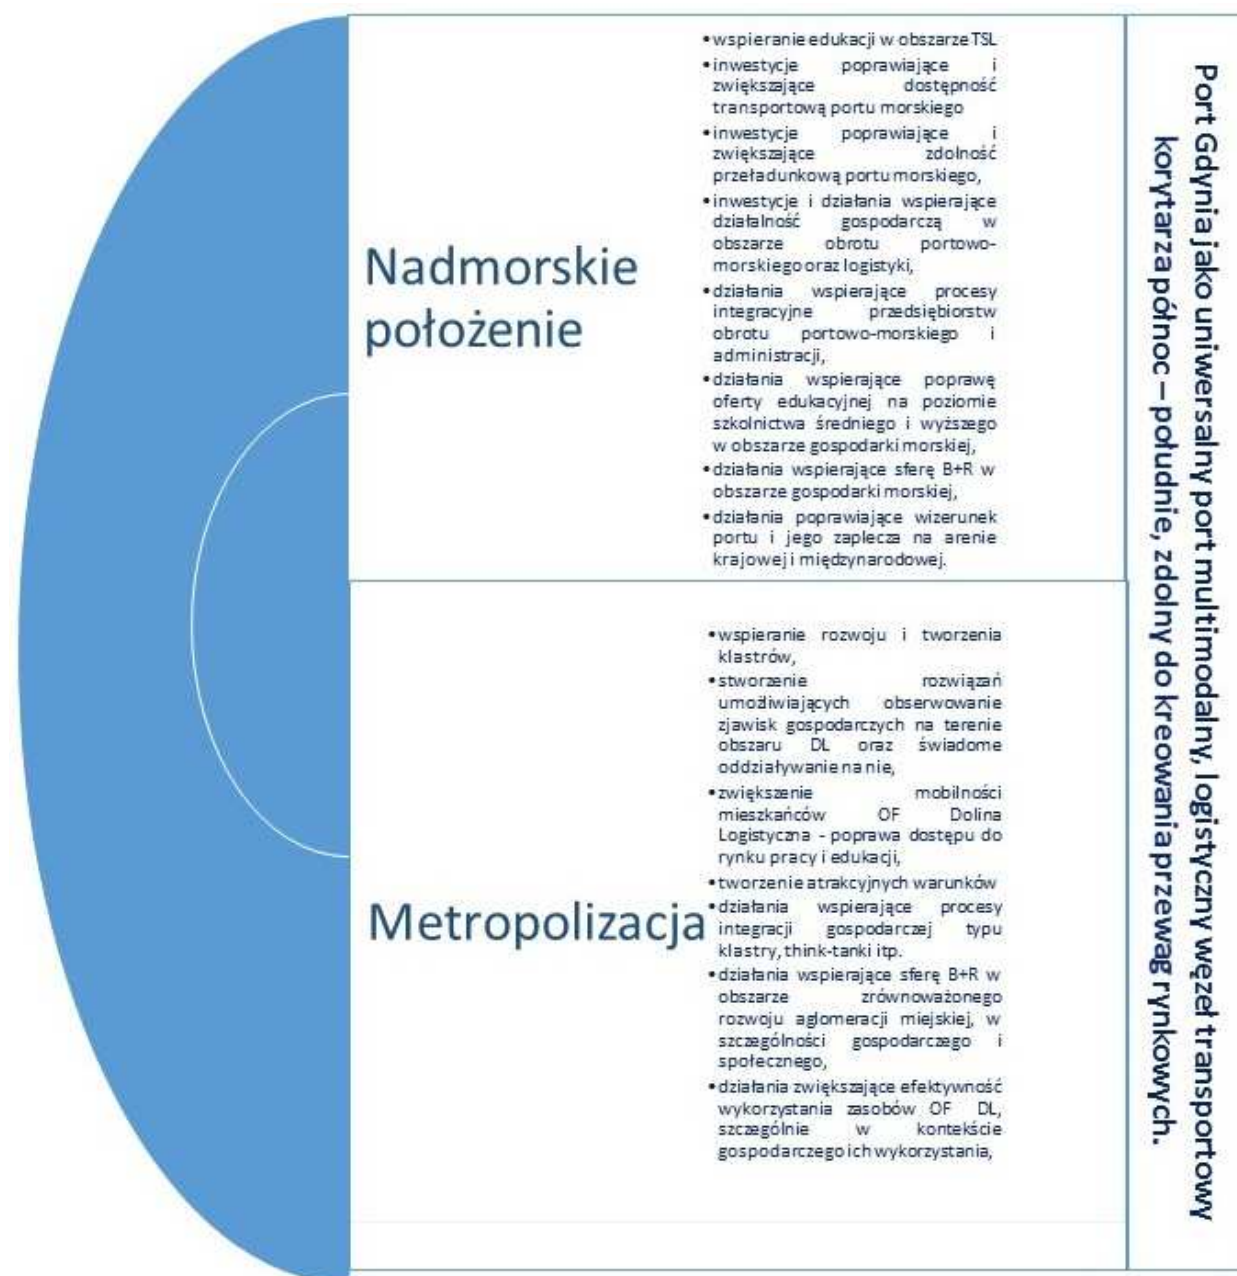 Nadmorskie
położenie
•wspieranie edukacji w obszarze TSL
•inwestycje poprawiające i
zwiększające dostępność
transportową portu morskiego
•inwestycje poprawiające i
zwiększające zdolność
przeładunkową portu morskiego,
•inwestycje i działania wspierające
działalność gospodarczą w
obszarze obrotu portowo-
morskiego oraz logistyki,
•działania wspierające procesy
integracyjne przedsiębiorstw
obrotu portowo-morskiego i
administracji,
•działania wspierające poprawę
oferty edukacyjnej na poziomie
szkolnictwa średniego i wyższego
w obszarze gospodarki morskiej,
•działania wspierające sferę B+R w
obszarze gospodarki morskiej,
•działania poprawiające wizerunek
portu i jego zaplecza na arenie
krajowej i międzynarodowej.
Metropolizacja
•wspieranie rozwoju i tworzenia
klastrów,
•stworzenie rozwiązań
umożliwiających obserwowanie
zjawisk gospodarczych na terenie
obszaru DL oraz świadome
oddziaływanie na nie,
•zwiększenie mobilności
mieszkańców OF Dolina
Logistyczna - poprawa dostępu do
rynku pracy i edukacji,
•tworzenie atrakcyjnych warunków
•działania wspierające procesy
integracji gospodarczej typu
klastry, think-tanki itp.
•działania wspierające sferę B+R w
obszarze zrównoważonego
rozwoju aglomeracji miejskiej, w
szczególności gospodarczego i
społecznego,
•działania zwiększające efektywność
wykorzystania zasobów OF DL,
szczególnie w kontekście
gospodarczego ich wykorzystania,
Port Gdynia jako uniwersalny port multimodalny, logistyczny węzeł transportowy
korytarza północ – południe, zdolny do kreowania przewag rynkowych.